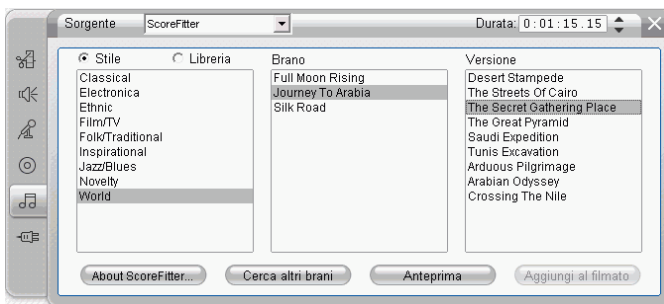 Sorgente ScoreFitter Durata: 0:01:15.15
Stile Libreria Brano Versione
Classical
Electronica
Ethnic
Film/TV
Folk/Traditional
Inspirational
Jazz/Blues
Novelty
World
Full Moon Rising
Journey To Arabia
Silk Road
Desert Stampede
The Streets Of Cairo
The Secret Gathering Place
The Great Pyramid
Saudi Expedition
Tunis Excavation
Arduous Pilgrimage
Arabian Odyssey
Crossing The Nile
About ScoreFitter... Cerca altri brani Anteprima Aggiungi al filmato